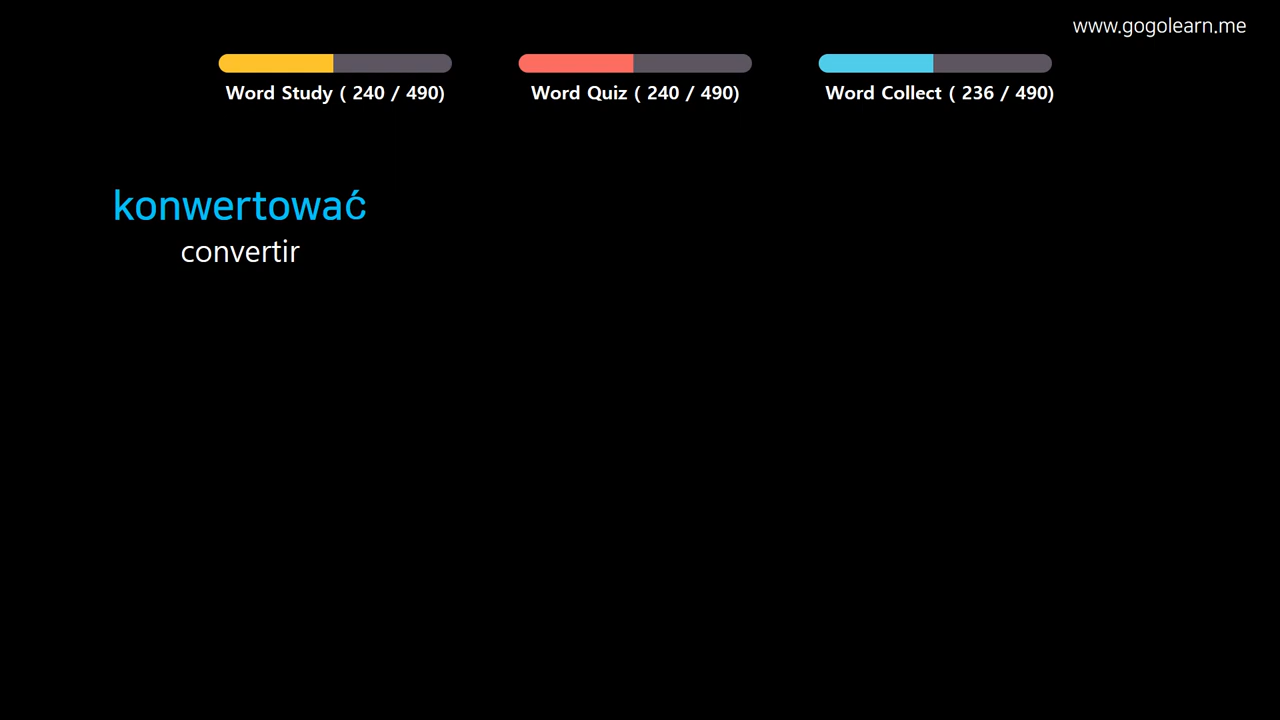 www.gogolearn.me
Word Study ( 240 / 490)
Word Quiz ( 240 / 490)
Word Collect ( 236 / 490)
konwertować
convertir